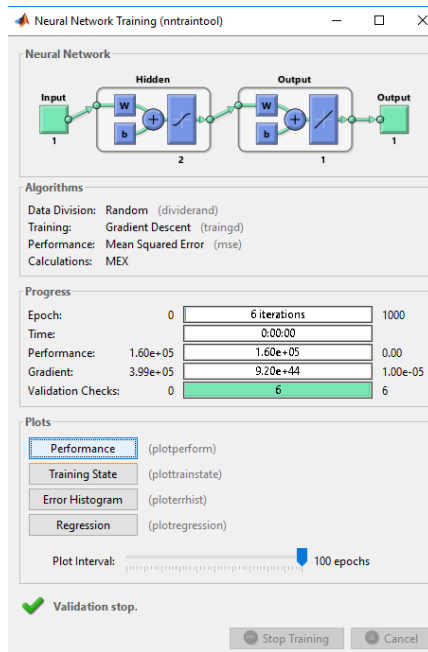 Neural Network Training (nntraintool)
Neural Network
Hidden Output
Input Output
W W
b b
1 1
2 1
Algorithms
Data Division: Random (dividerand)
Training: Gradient Descent (traingd)
Performance: Mean Squared Error (mse)
Calculations: MEX
Progress
Epoch: 0 6 iterations 1000
Time: 0:00:00
Performance: 1.60e+05 1.60e+05 0.00
Gradient: 3.99e+05 9.20e+44 1.00e-05
Validation Checks: 0 6 6
Plots
Performance (plotperform)
Training State (plottrainstate)
Error Histogram (ploterrhist)
Regression (plotregression)
Plot Interval: 100 epochs
Validation stop.
Stop Training Cancel